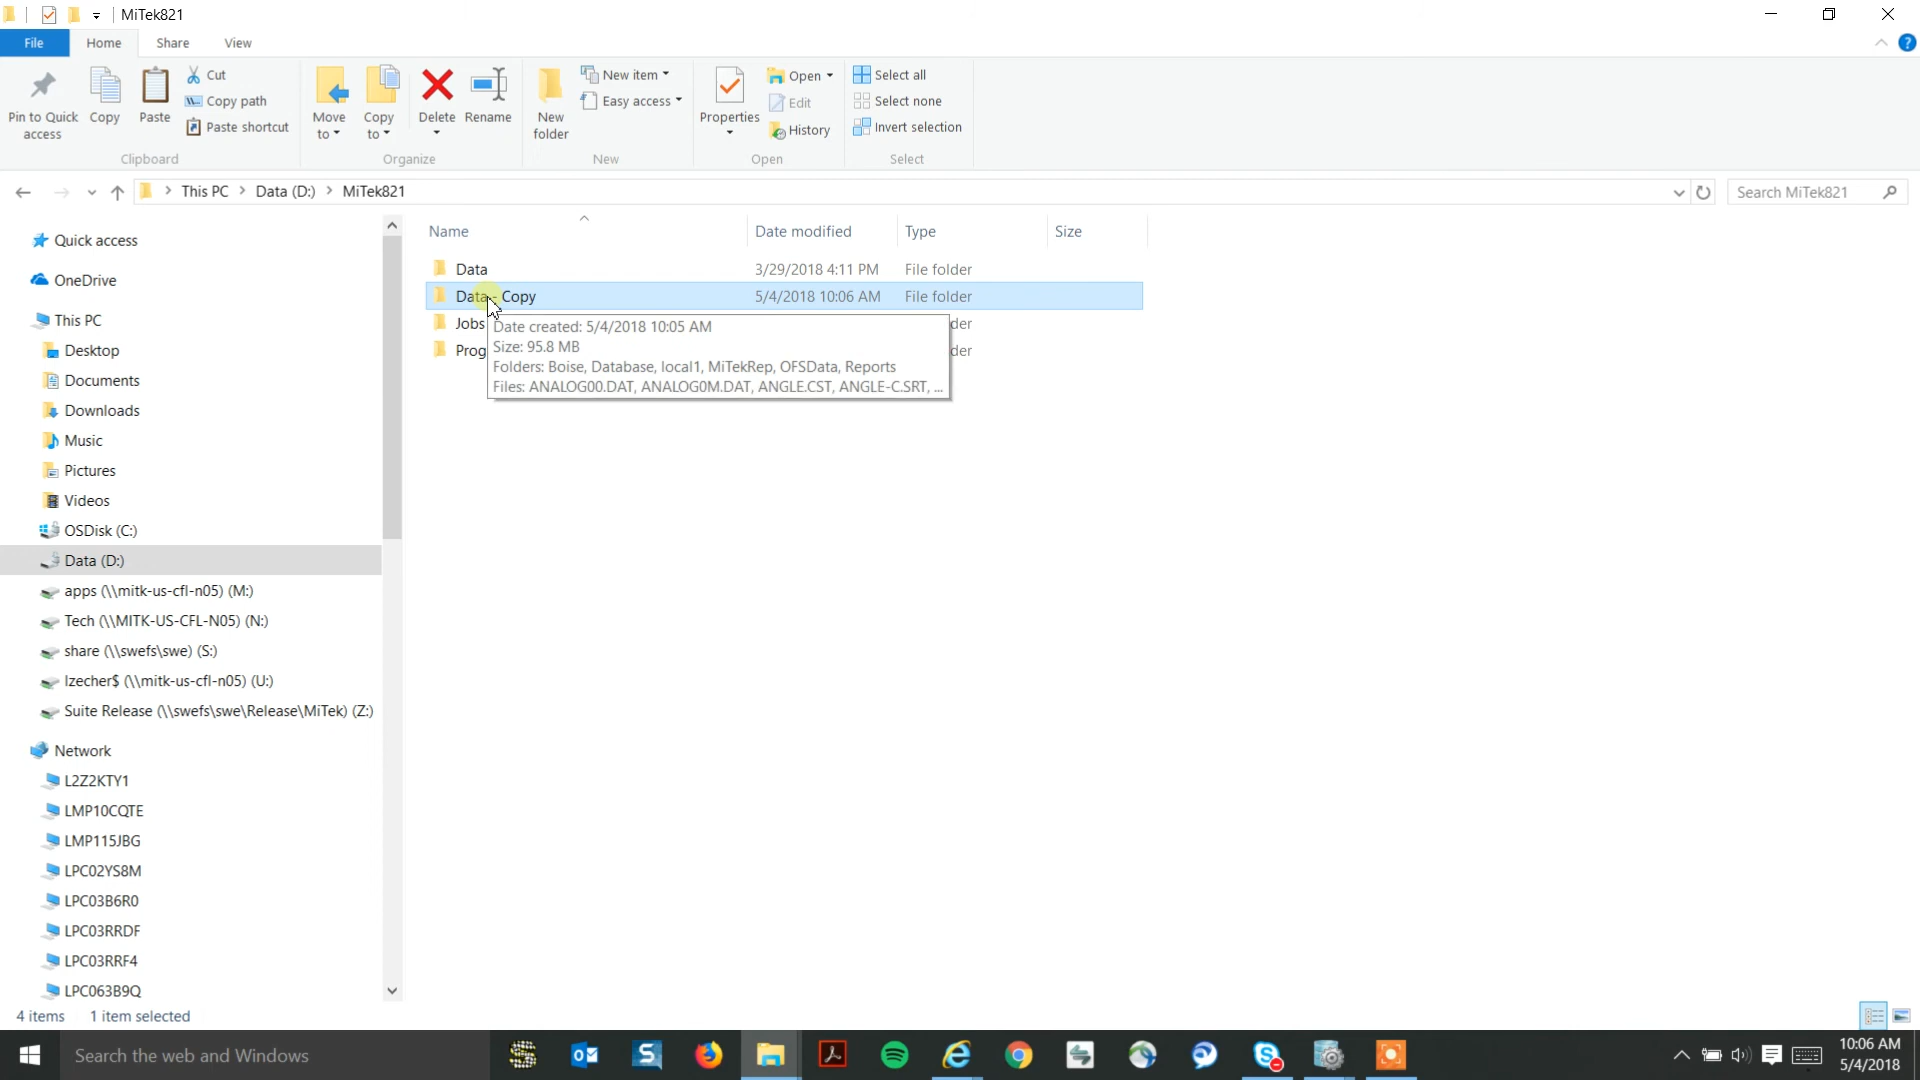 MiTek821
File Home Share View
Pin to Quick access
Copy
Paste
Cut
Copy path
Paste shortcut
Clipboard
Move to
Copy to
Delete
Rename
Organize
New folder
New item
Easy access
New
Properties
Open
Edit
History
Open
Select all
Select none
Invert selection
Select
This PC > Data (D:) > MiTek821
Search MiTek821
Quick access
OneDrive
This PC
Desktop
Documents
Downloads
Music
Pictures
Videos
OSDisk (C:)
Data (D:)
apps (\\mitk-us-cfl-n05) (M:)
Tech (\\MITK-US-CFL-N05) (N:)
share (\\swefs\swe) (S:)
lzecher$ (\\mitk-us-cfl-n05) (U:)
Suite Release (\\swefs\swe\Release\MiTek) (Z:)
Network
L2Z2KTY1
LMP10CQTE
LMP115JBG
LPC02YS8M
LPC03B6R0
LPC03RRDF
LPC03RRF4
LPC063B9Q
Name Date modified Type Size
Data 3/29/2018 4:11 PM File folder
Data - Copy 5/4/2018 10:06 AM File folder
Jobs der
Prog der
Date created: 5/4/2018 10:05 AM
Size: 95.8 MB
Folders: Boise, Database, local1, MiTekRep, OFSData, Reports
Files: ANALOG00.DAT, ANALOG0M.DAT, ANGLE.CST, ANGLE-C.SRT, ...
4 items 1 item selected
Search the web and Windows
10:06 AM
5/4/2018